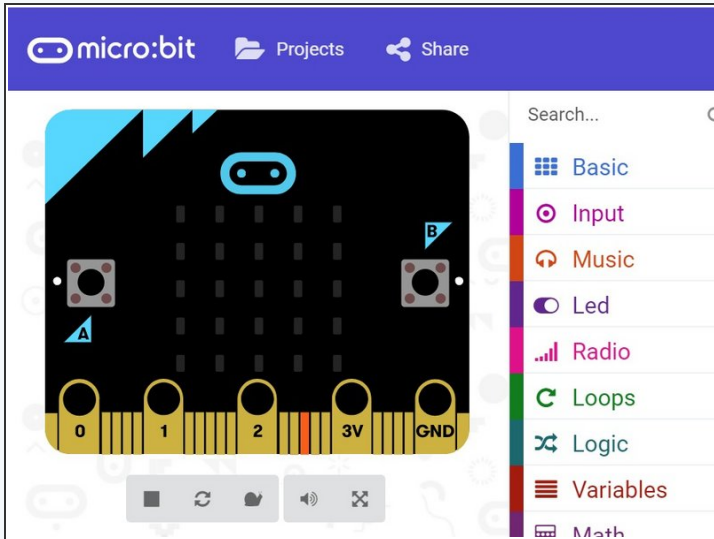 micro:bit Projects Share
Search...
Basic
Input
B
Music
Led
A
Radio
Loops
0 1 2 3V GND
Logic
Variables
Math